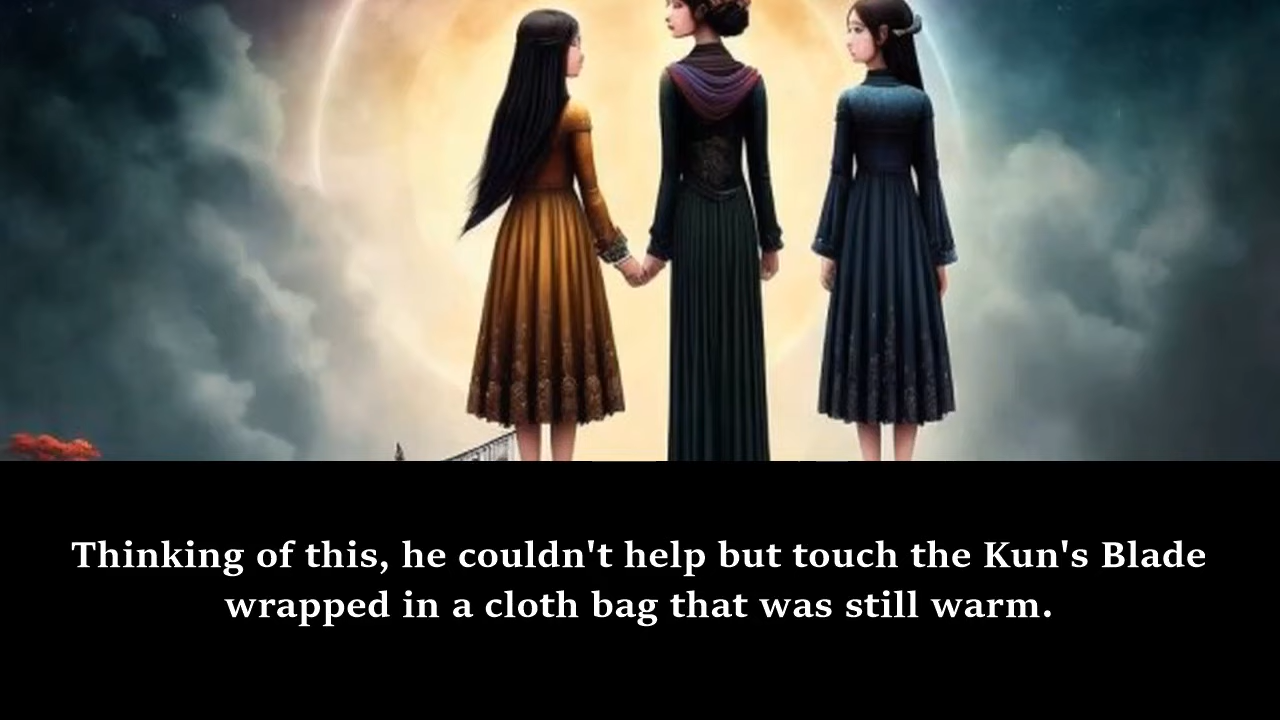 Thinking of this, he couldn't help but touch the Kun's Blade
wrapped in a cloth bag that was still warm.